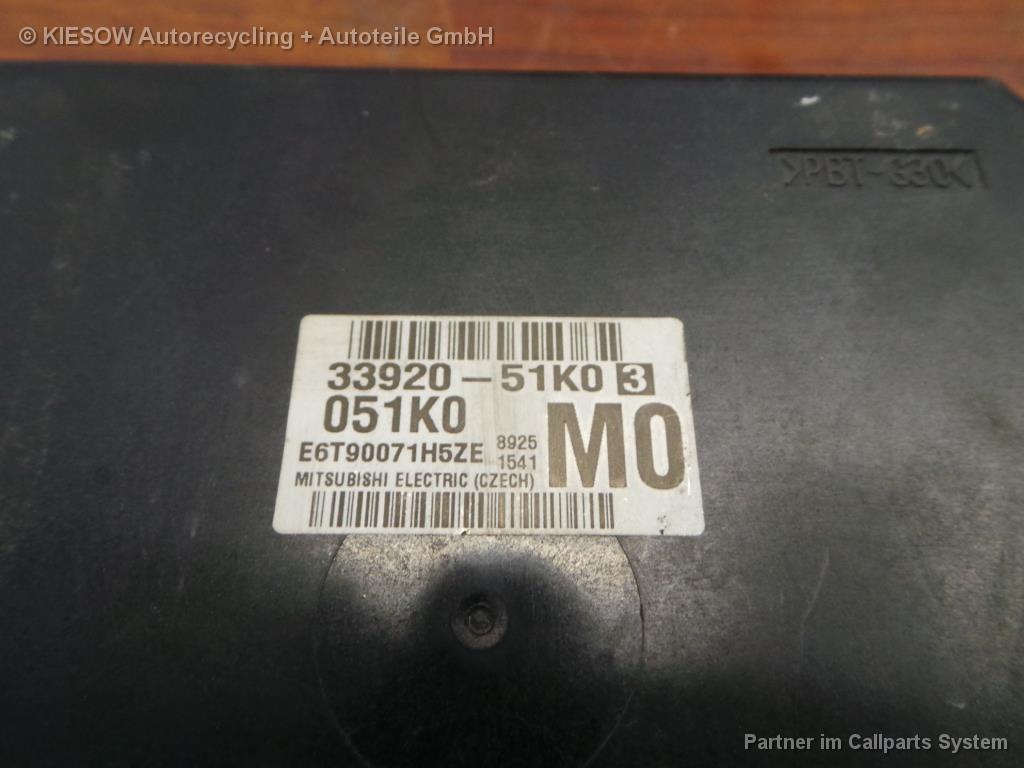 © KIESOW Autorecycling + Autoteile GmbH
>PBT-G30<
33920-51K0 3
051K0
M0
E6T90071H5ZE 8925
1541
MITSUBISHI ELECTRIC (CZECH)
Partner im Callparts System